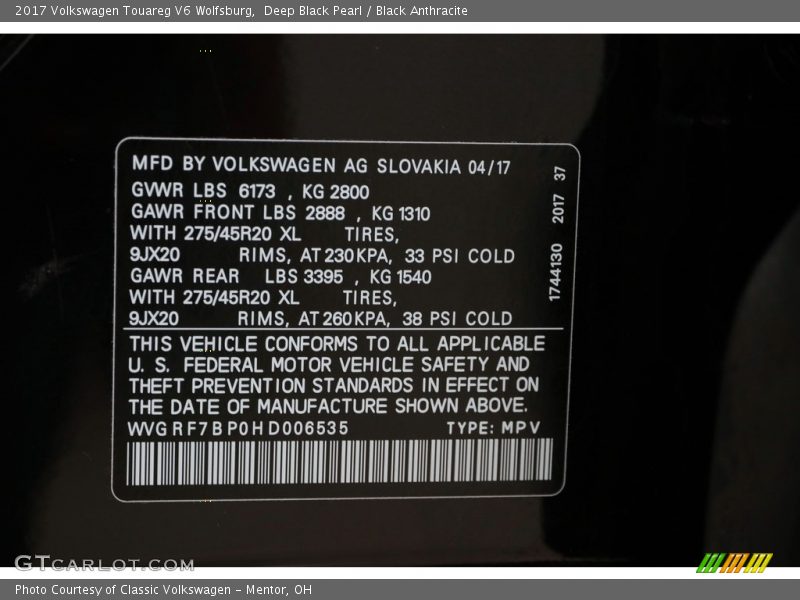 2017 Volkswagen Touareg V6 Wolfsburg,  Deep Black Pearl / Black Anthracite
MFD BY VOLKSWAGEN AG SLOVAKIA 04/17
GVWR LBS 6173 , KG 2800
GAWR FRONT LBS 2888 , KG 1310
WITH 275/45R20 XL TIRES,
9JX20 RIMS, AT 230KPA, 33 PSI COLD
GAWR REAR LBS 3395 , KG 1540
WITH 275/45R20 XL TIRES,
9JX20 RIMS, AT 260KPA, 38 PSI COLD
1744130 2017 37
THIS VEHICLE CONFORMS TO ALL APPLICABLE
U. S. FEDERAL MOTOR VEHICLE SAFETY AND
THEFT PREVENTION STANDARDS IN EFFECT ON
THE DATE OF MANUFACTURE SHOWN ABOVE.
WVGRF7BP0HD006535 TYPE: MPV
GTCARLOT.COM
Photo Courtesy of Classic Volkswagen - Mentor, OH